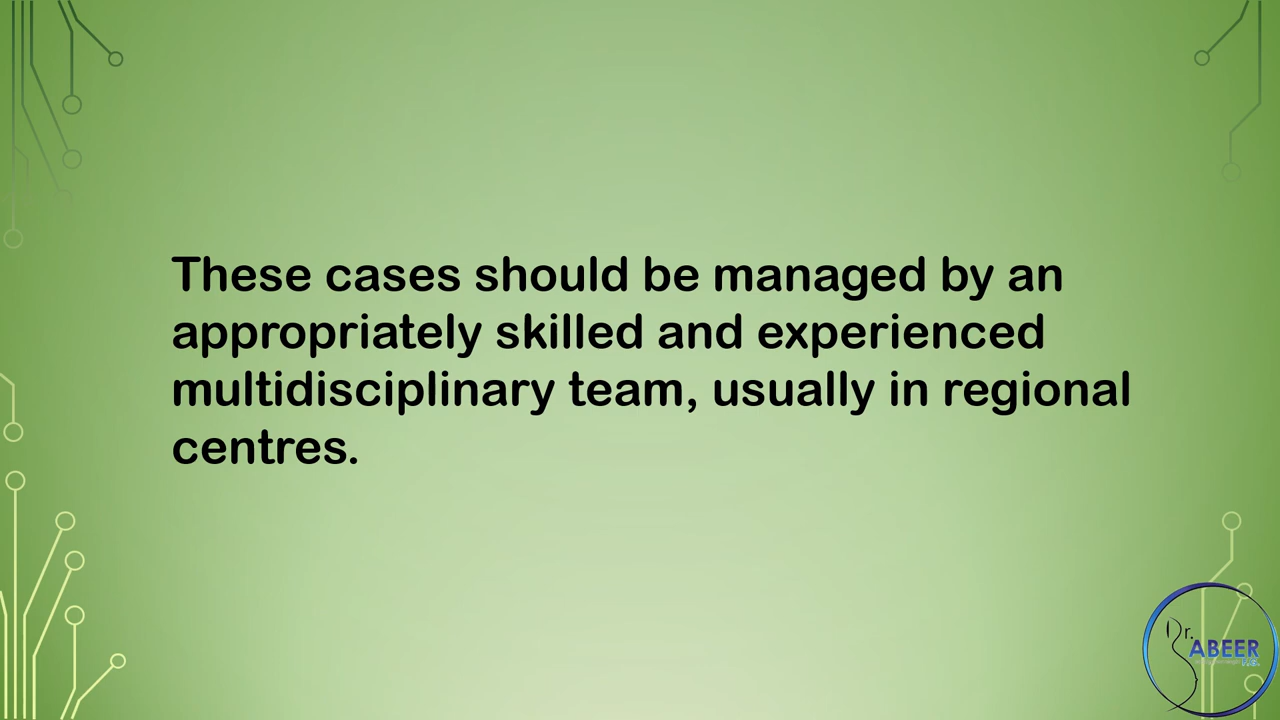 These cases should be managed by an
appropriately skilled and experienced
multidisciplinary team, usually in regional
centres.
Dr.
ABEER